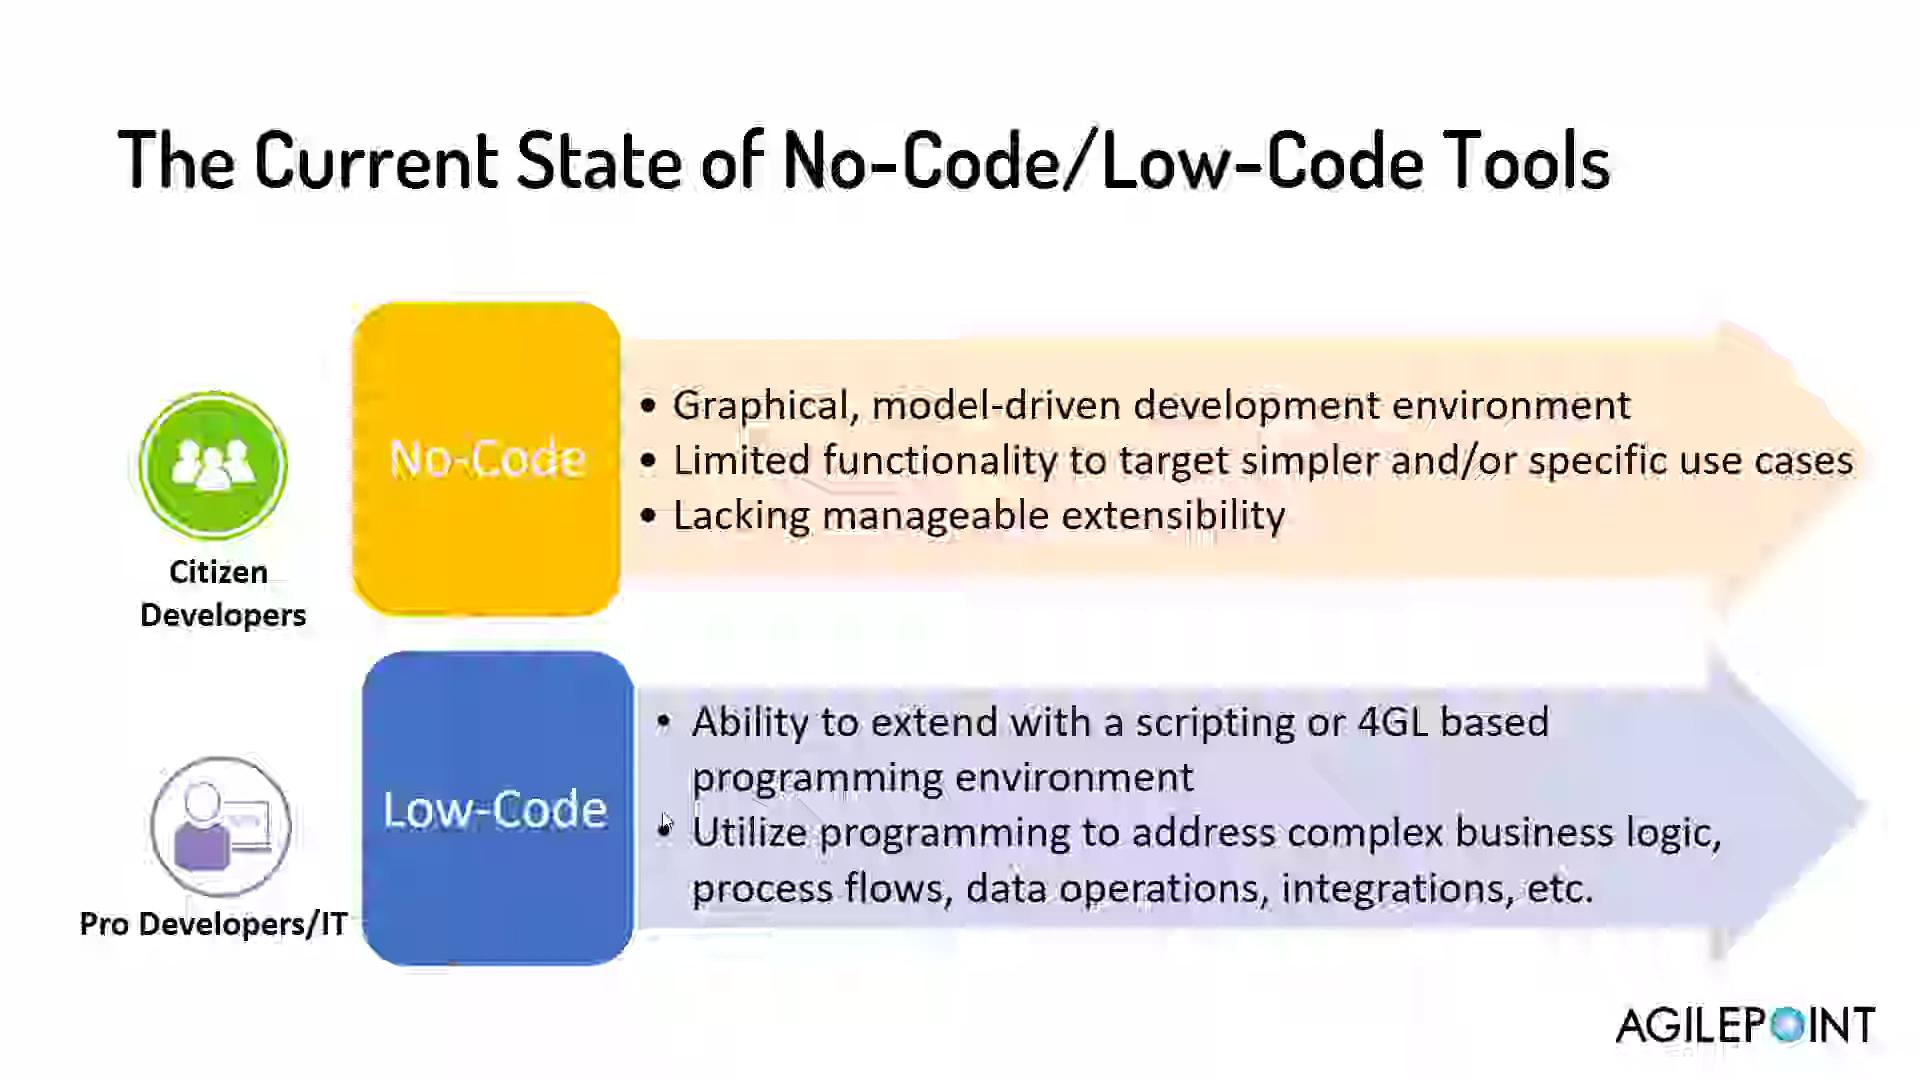 The Current State of No-Code/Low-Code Tools
Citizen
Developers
No-Code
• Graphical, model-driven development environment
• Limited functionality to target simpler and/or specific use cases
• Lacking manageable extensibility
Pro Developers/IT
Low-Code
• Ability to extend with a scripting or 4GL based
programming environment
• Utilize programming to address complex business logic,
process flows, data operations, integrations, etc.
AGILEPOINT